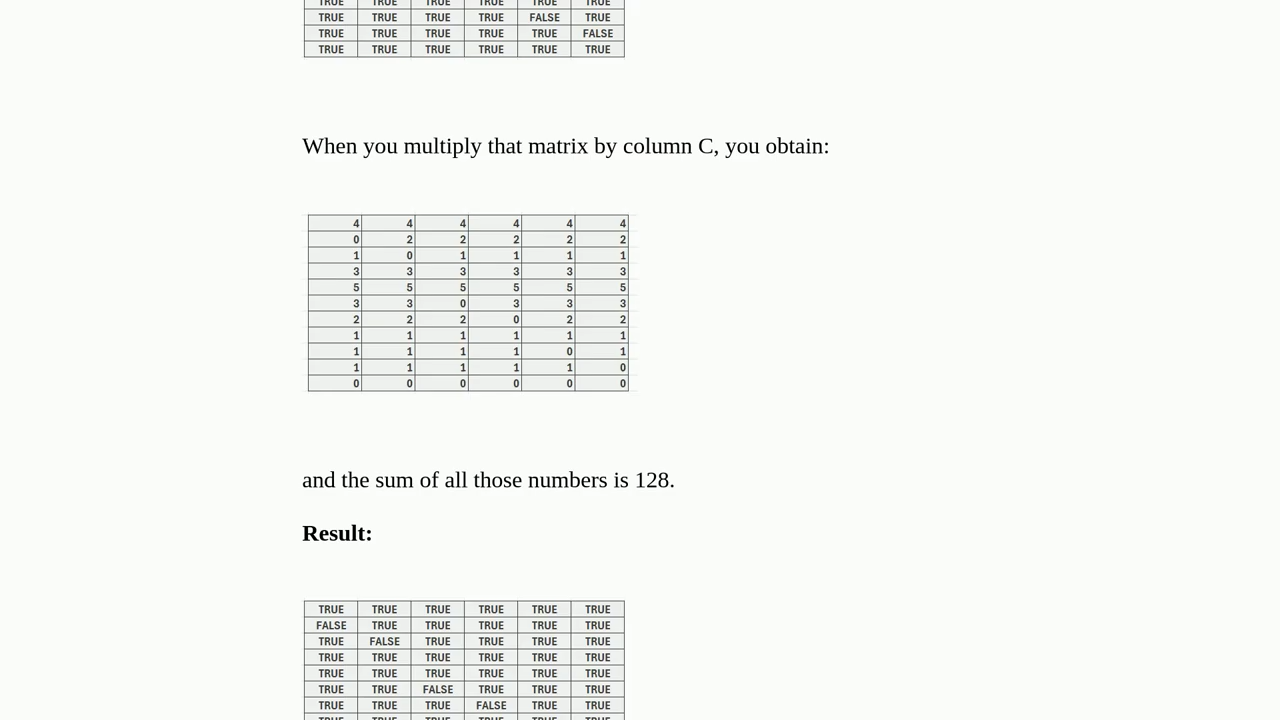 TRUE TRUE TRUE TRUE TRUE TRUE
TRUE TRUE TRUE TRUE FALSE TRUE
TRUE TRUE TRUE TRUE TRUE FALSE
TRUE TRUE TRUE TRUE TRUE TRUE
When you multiply that matrix by column C, you obtain:
4 4 4 4 4 4
0 2 2 2 2 2
1 0 1 1 1 1
3 3 3 3 3 3
5 5 5 5 5 5
3 3 0 3 3 3
2 2 2 0 2 2
1 1 1 1 1 1
1 1 1 1 0 1
1 1 1 1 1 0
0 0 0 0 0 0
and the sum of all those numbers is 128.
Result:
TRUE TRUE TRUE TRUE TRUE TRUE
FALSE TRUE TRUE TRUE TRUE TRUE
TRUE FALSE TRUE TRUE TRUE TRUE
TRUE TRUE TRUE TRUE TRUE TRUE
TRUE TRUE TRUE TRUE TRUE TRUE
TRUE TRUE FALSE TRUE TRUE TRUE
TRUE TRUE TRUE FALSE TRUE TRUE